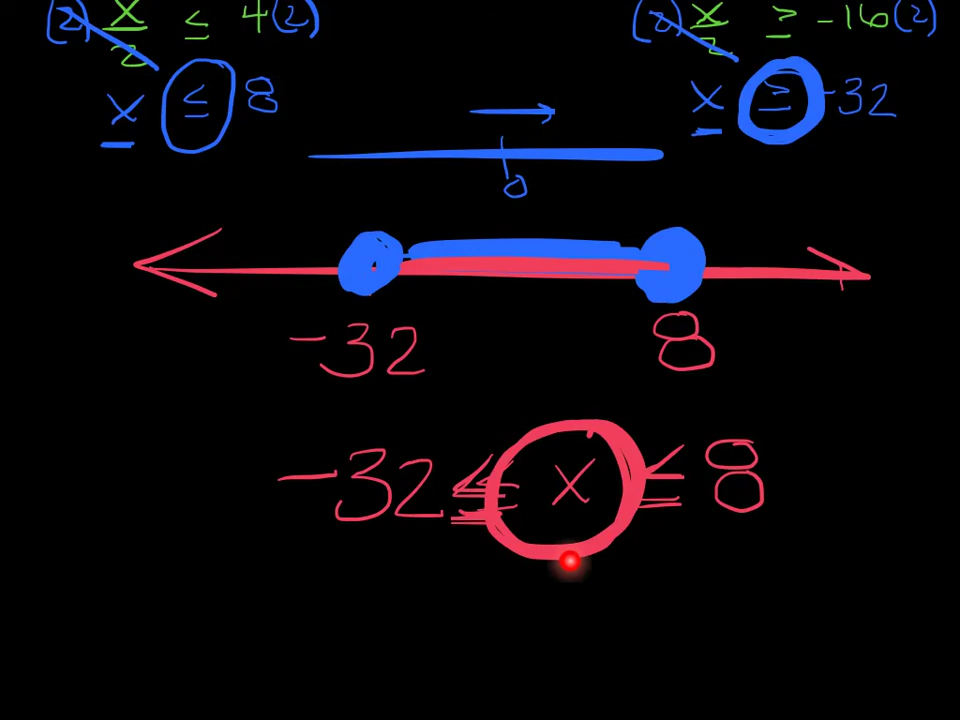 (2) x/2 ≤ 4(2)
(2) x/2 ≥ -16(2)
x ≤ 8
x ≥ -32
0
-32 8
-32 ≤ x ≤ 8